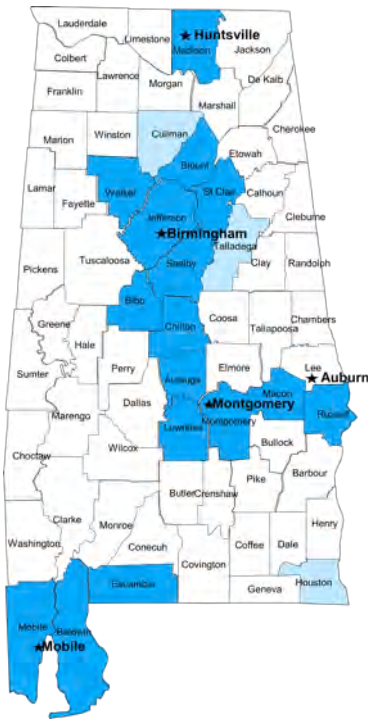 Lauderdale
Limestone
Madison
★Huntsville
Jackson
Colbert
Lawrence
Morgan
De Kalb
Franklin
Marshall
Cherokee
Marion
Winston
Cullman
Blount
Etowah
Lamar
Fayette
Walker
St Clair
Calhoun
Cleburne
Jefferson
★Birmingham
Talladega
Pickens
Tuscaloosa
Shelby
Clay
Randolph
Bibb
Greene
Hale
Chilton
Coosa
Tallapoosa
Chambers
Sumter
Perry
Autauga
Elmore
Lee
★Auburn
Marengo
Dallas
Macon
★Montgomery
Russell
Lowndes
Montgomery
Bullock
Choctaw
Wilcox
Butler
Crenshaw
Pike
Barbour
Clarke
Monroe
Washington
Conecuh
Covington
Coffee
Dale
Henry
Escambia
Geneva
Houston
Mobile
Baldwin
★Mobile